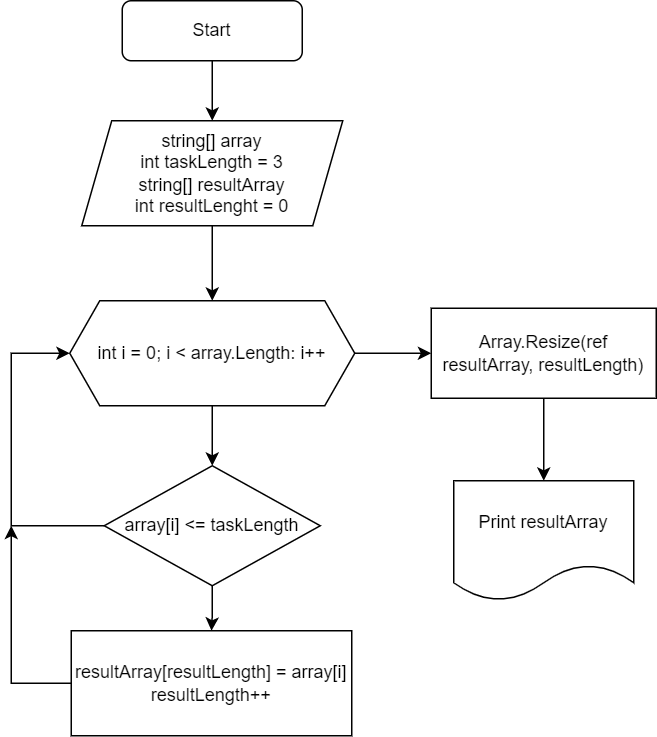 Start
string[] array
int taskLength = 3
string[] resultArray
int resultLenght = 0
int i = 0; i < array.Length: i++
Array.Resize(ref
resultArray, resultLength)
array[i] <= taskLength
Print resultArray
resultArray[resultLength] = array[i]
resultLength++